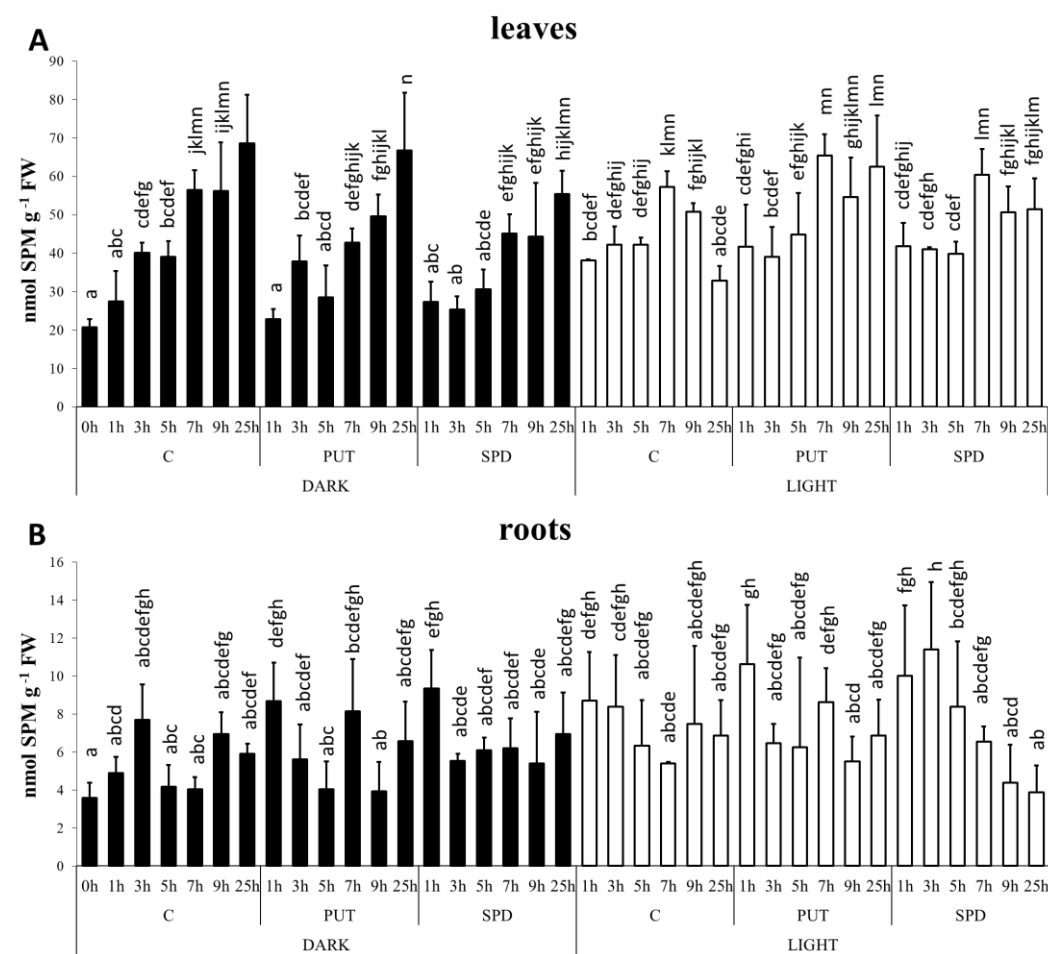 leaves
A
nmol SPM g⁻¹ FW
90
80
70
60
50
40
30
20
10
0
a
abc
cdefg
bcdef
jklmn
ijklmn
n
a
bcdef
abcd
defghijk
fghijkl
n
abc
ab
abcde
efghijk
efghijk
hijklmn
bcdef
defghij
defghij
klmn
fghijkl
abcde
cdefghi
bcdef
efghijk
mn
ghijklmn
lmn
cdefghij
cdefgh
cdef
lmn
fghijkl
fghijklm
0h 1h 3h 5h 7h 9h 25h 1h 3h 5h 7h 9h 25h 1h 3h 5h 7h 9h 25h 1h 3h 5h 7h 9h 25h 1h 3h 5h 7h 9h 25h 1h 3h 5h 7h 9h 25h
C PUT SPD C PUT SPD
DARK LIGHT
roots
B
nmol SPM g⁻¹ FW
16
14
12
10
8
6
4
2
0
a
abcd
abcdefgh
abc
abc
abcdefg
abcdef
defgh
abcdef
abc
bcdefgh
ab
abcdefg
efgh
abcde
abcdef
abcdef
abcde
abcdefg
defgh
cdefgh
abcdefg
abcde
abcdefgh
abcdefg
gh
abcdefg
abcdefg
defgh
abcd
abcdefg
fgh
h
bcdefgh
abcdefg
abcd
ab
0h 1h 3h 5h 7h 9h 25h 1h 3h 5h 7h 9h 25h 1h 3h 5h 7h 9h 25h 1h 3h 5h 7h 9h 25h 1h 3h 5h 7h 9h 25h 1h 3h 5h 7h 9h 25h
C PUT SPD C PUT SPD
DARK LIGHT